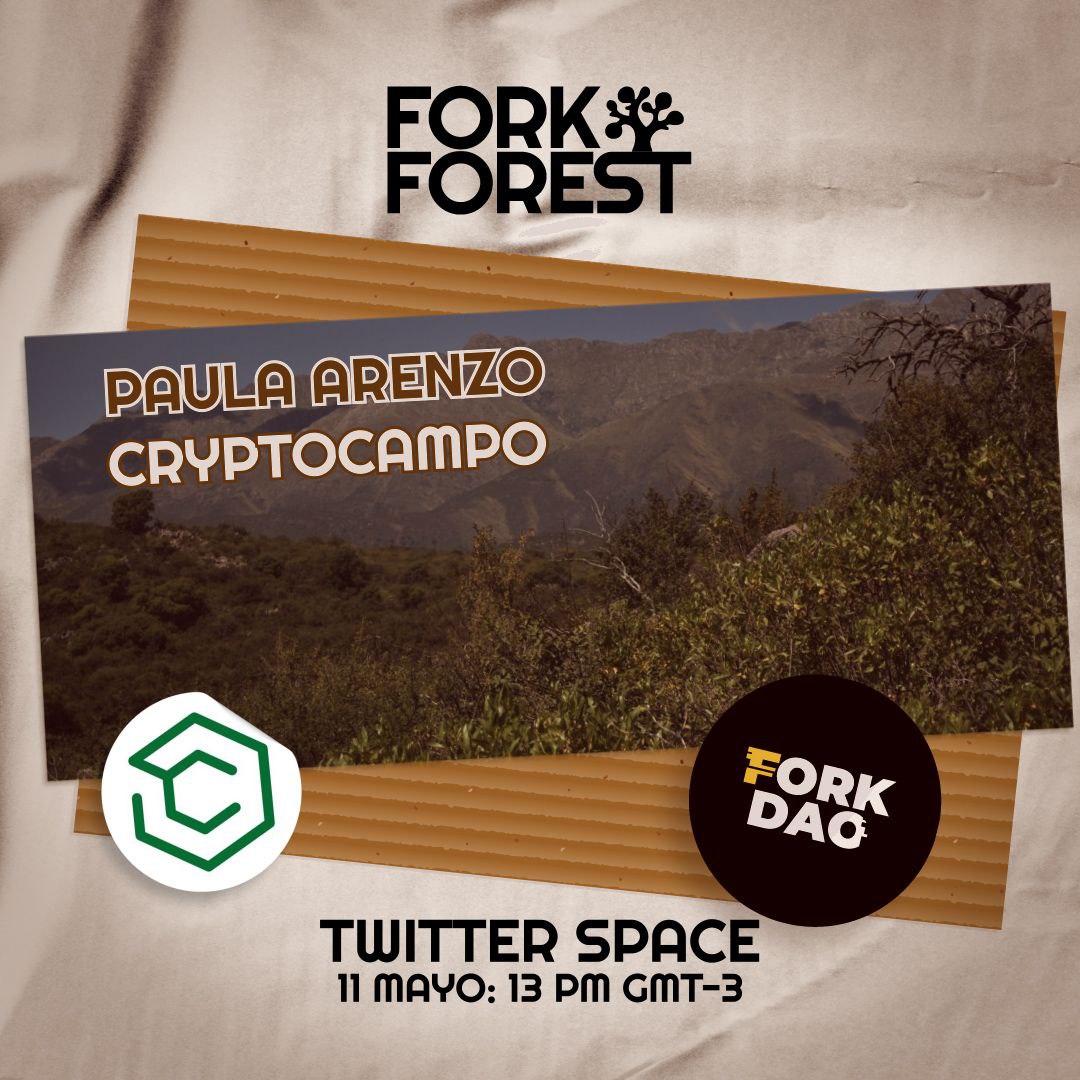 FORK
FOREST
PAULA ARENZO
CRYPTOCAMPO
FORK
DAO
TWITTER SPACE
11 MAYO: 13 PM GMT-3